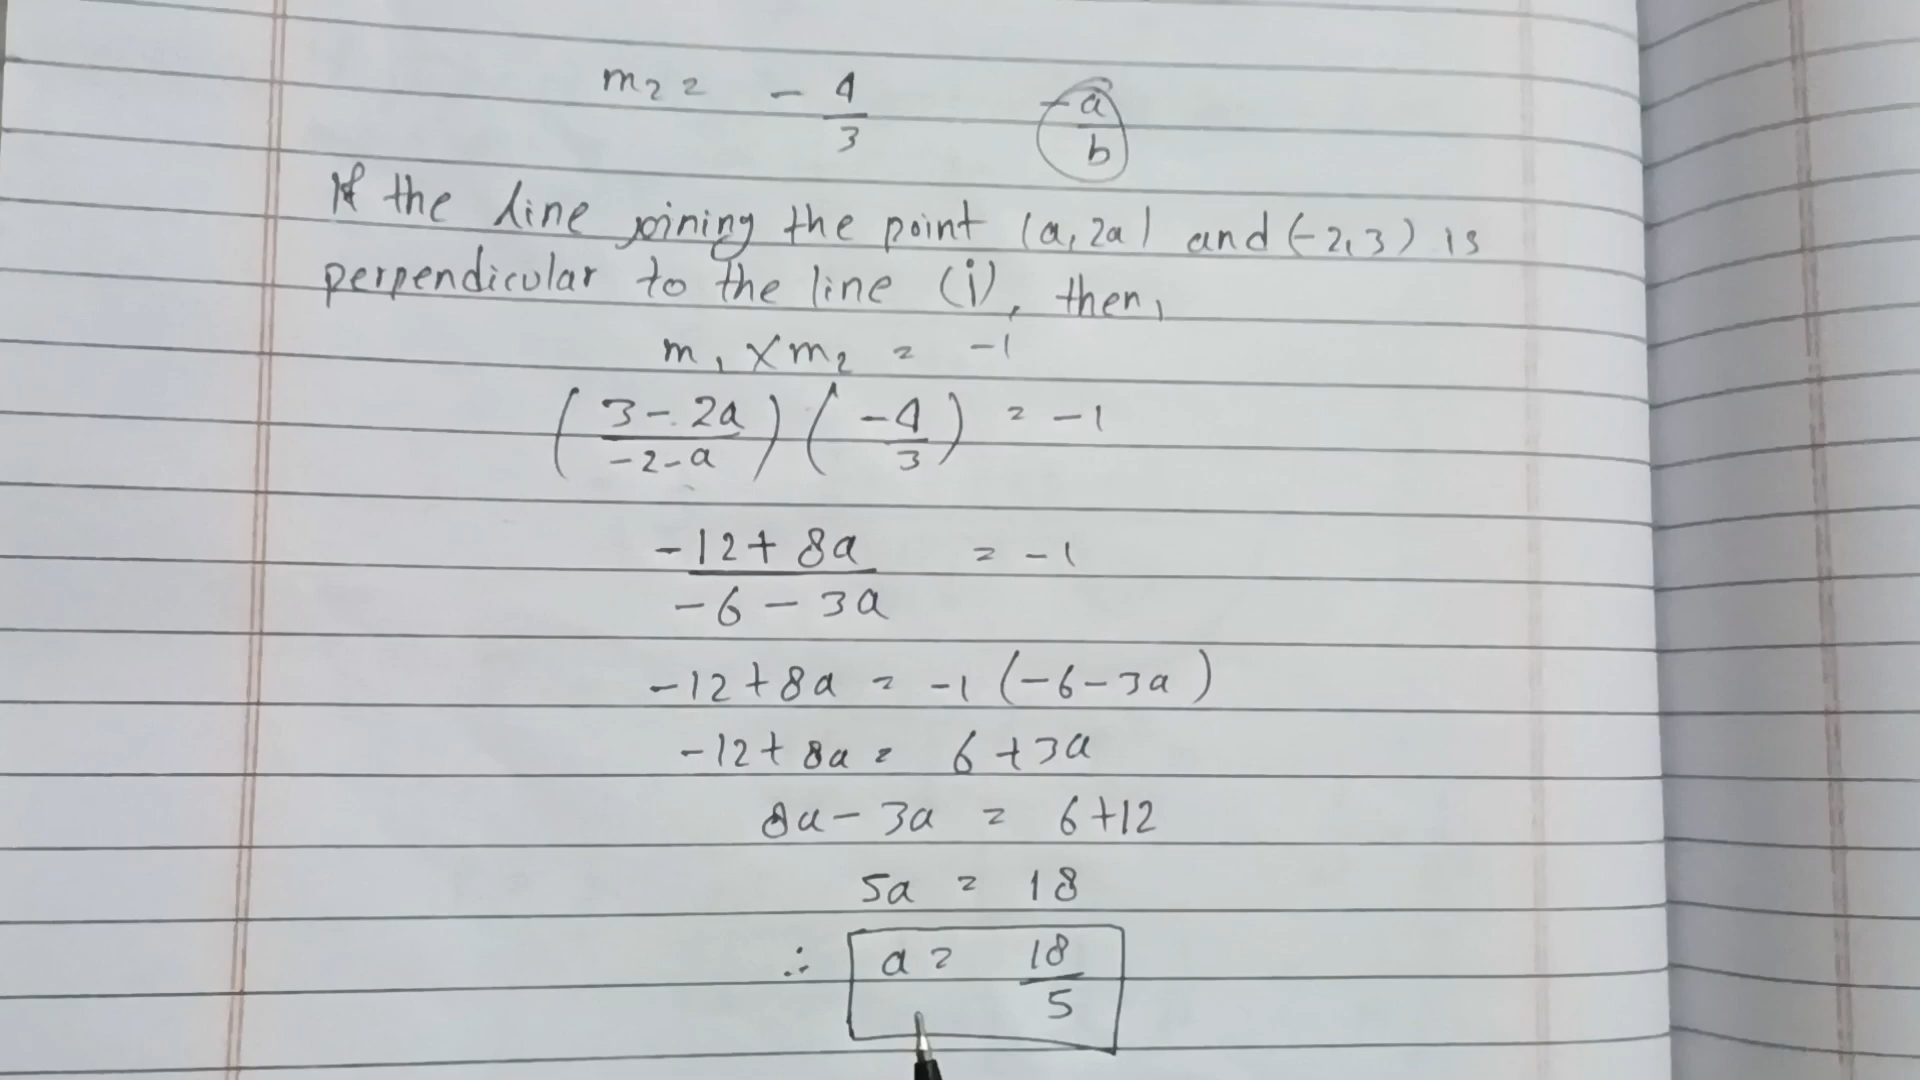 m₂ = - 4/3    -a/b
If the line joining the point (a, 2a) and (-2,3) is
perpendicular to the line (i), then,
m₁ × m₂ = -1
( 3 - 2a / -2 - a ) ( -4 / 3 ) = -1
-12 + 8a / -6 - 3a = -1
-12 + 8a = -1 (-6 - 3a)
-12 + 8a = 6 + 3a
8a - 3a = 6 + 12
5a = 18
∴ a = 18/5